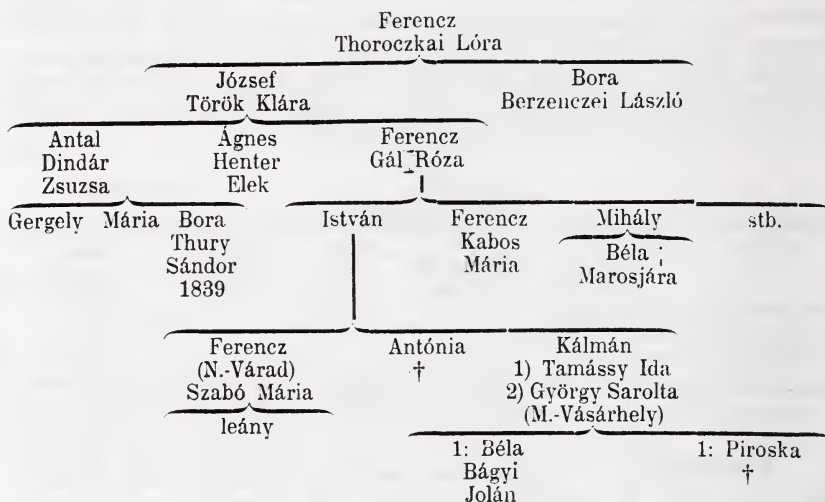 Ferencz
Thoroczkai Lóra
József Bora
Török Klára Berzenczei László
Antal Ágnes Ferencz
Dindár Henter Gál Róza
Zsuzsa Elek
Gergely Mária Bora István Ferencz Mihály stb.
Thury Kabos Béla ;
Sándor Mária Marosjára
1839
Ferencz Antónia Kálmán
(N.-Várad) † 1) Tamássy Ida
Szabó Mária 2) György Sarolta
(M.-Vásárhely)
leány
1: Béla 1: Piroska
Bágyi †
Jolán